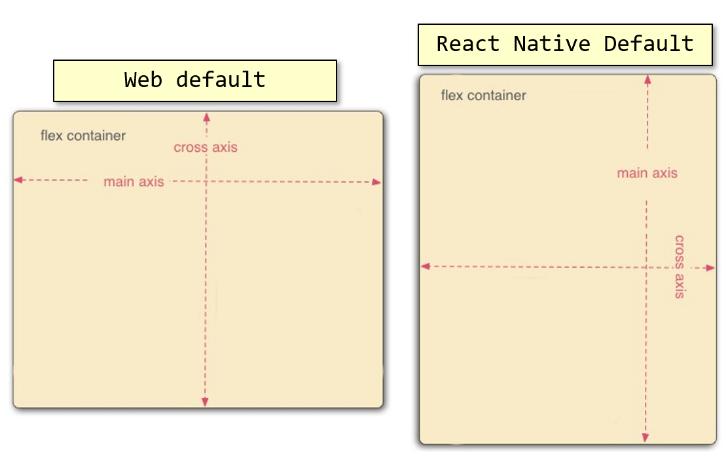 Web default
flex container
cross axis
main axis
React Native Default
flex container
main axis
cross axis